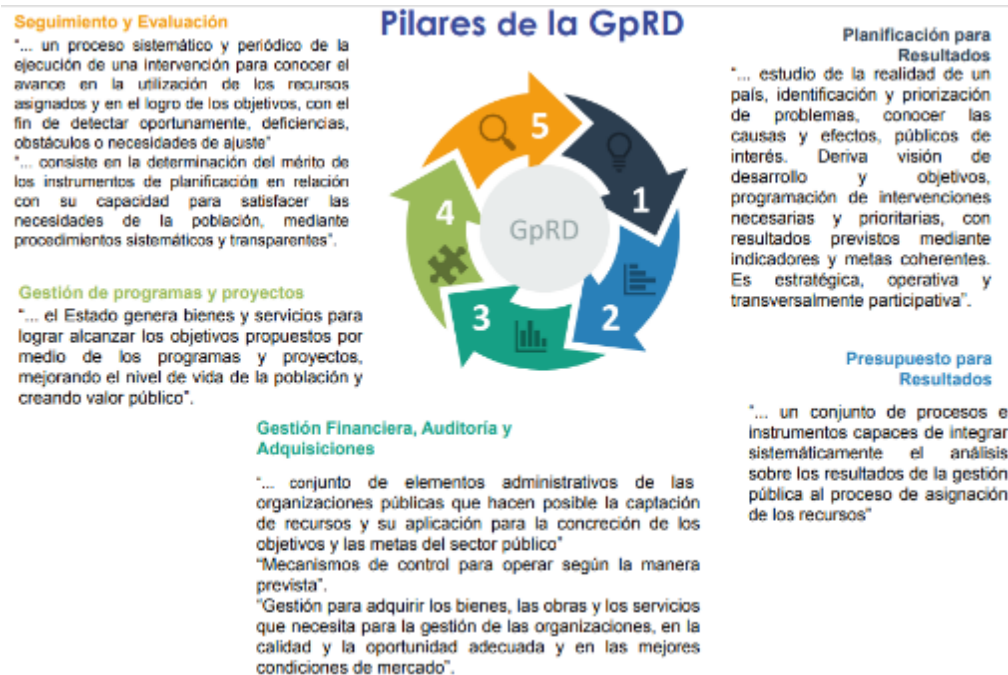 Pilares de la GpRD
Seguimiento y Evaluación
"... un proceso sistemático y periódico de la
ejecución de una intervención para conocer el
avance en la utilización de los recursos
asignados y en el logro de los objetivos, con el
fin de detectar oportunamente, deficiencias,
obstáculos o necesidades de ajuste"
"... consiste en la determinación del mérito de
los instrumentos de planificación en relación
con su capacidad para satisfacer las
necesidades de la población, mediante
procedimientos sistemáticos y transparentes".
Gestión de programas y proyectos
"... el Estado genera bienes y servicios para
lograr alcanzar los objetivos propuestos por
medio de los programas y proyectos,
mejorando el nivel de vida de la población y
creando valor público".
5
1
4
GpRD
3
2
Planificación para
Resultados
"... estudio de la realidad de un
país, identificación y priorización
de problemas, conocer las
causas y efectos, públicos de
interés. Deriva visión de
desarrollo y objetivos,
programación de intervenciones
necesarias y prioritarias, con
resultados previstos mediante
indicadores y metas coherentes.
Es estratégica, operativa y
transversalmente participativa".
Presupuesto para
Resultados
"... un conjunto de procesos e
instrumentos capaces de integrar
sistemáticamente el análisis
sobre los resultados de la gestión
pública al proceso de asignación
de los recursos"
Gestión Financiera, Auditoría y
Adquisiciones
"... conjunto de elementos administrativos de las
organizaciones públicas que hacen posible la captación
de recursos y su aplicación para la concreción de los
objetivos y las metas del sector público"
"Mecanismos de control para operar según la manera
prevista".
"Gestión para adquirir los bienes, las obras y los servicios
que necesita para la gestión de las organizaciones, en la
calidad y la oportunidad adecuada y en las mejores
condiciones de mercado".